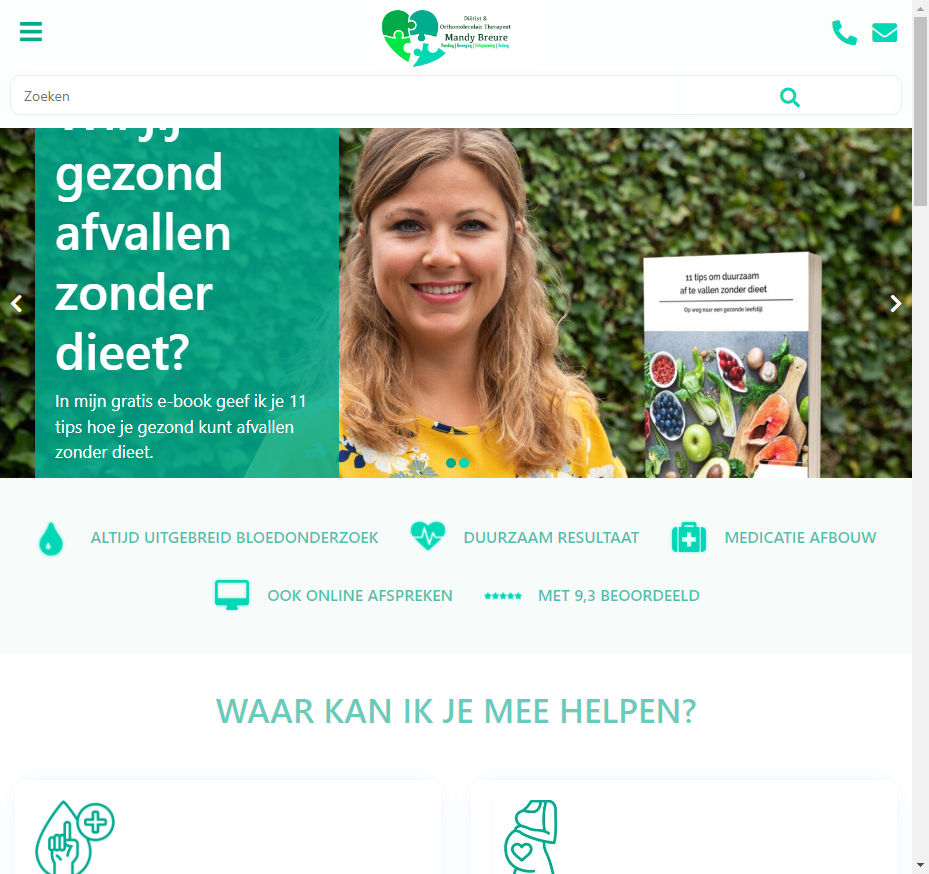 Diëtist &
Orthomoleculair Therapeut
Mandy Breure
Voeding | Beweging | Ontspanning | Ordening
Zoeken
gezond
afvallen
zonder
dieet?
In mijn gratis e-book geef ik je 11
tips hoe je gezond kunt afvallen
zonder dieet.
11 tips om duurzaam
af te vallen zonder dieet
Op weg naar een gezonde leefstijl
ALTIJD UITGEBREID BLOEDONDERZOEK
DUURZAAM RESULTAAT
MEDICATIE AFBOUW
OOK ONLINE AFSPREKEN
MET 9,3 BEOORDEELD
WAAR KAN IK JE MEE HELPEN?